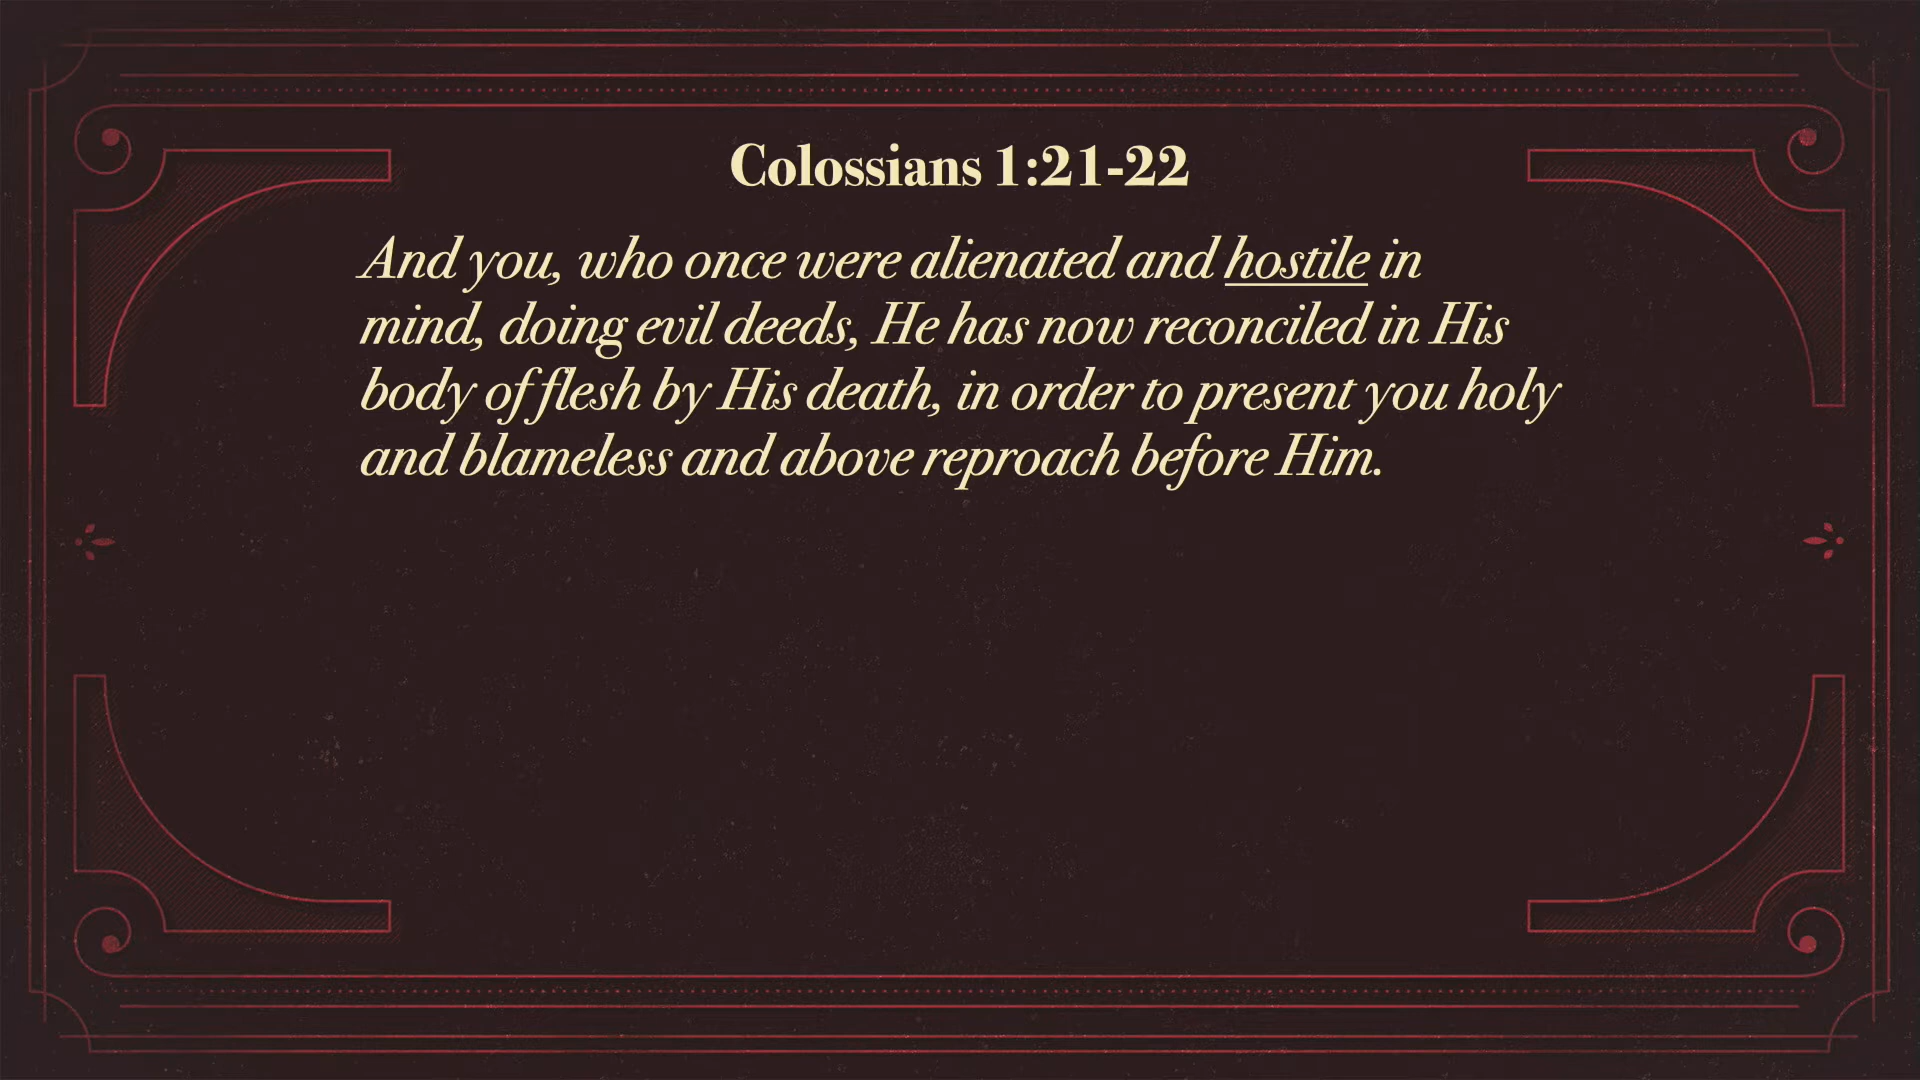 Colossians 1:21-22
And you, who once were alienated and hostile in
mind, doing evil deeds, He has now reconciled in His
body of flesh by His death, in order to present you holy
and blameless and above reproach before Him.